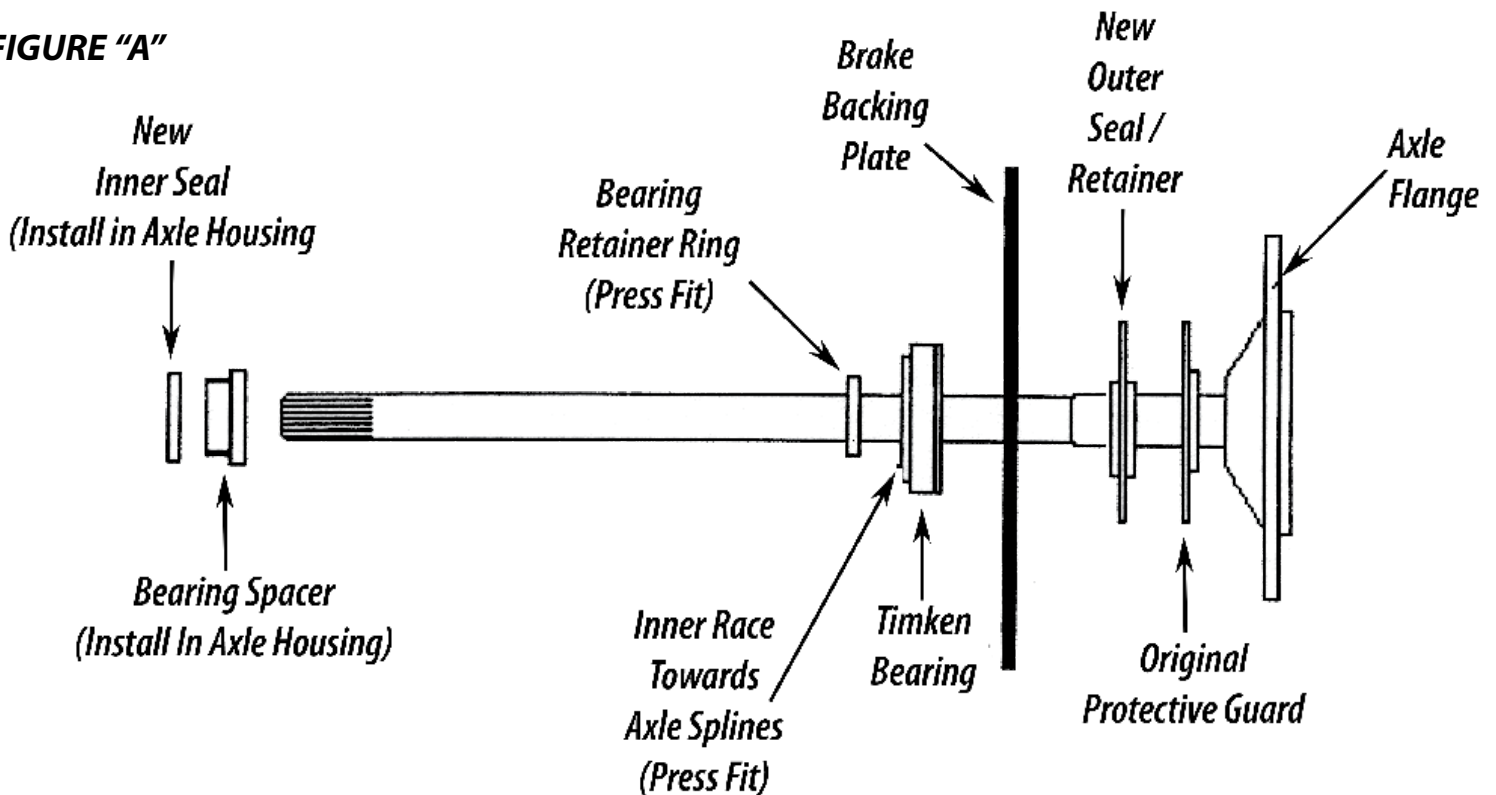 FIGURE “A”
New
Inner Seal
(Install in Axle Housing
Bearing
Retainer Ring
(Press Fit)
Brake
Backing
Plate
New
Outer
Seal /
Retainer
Axle
Flange
Bearing Spacer
(Install In Axle Housing)
Inner Race
Towards
Axle Splines
(Press Fit)
Timken
Bearing
Original
Protective Guard